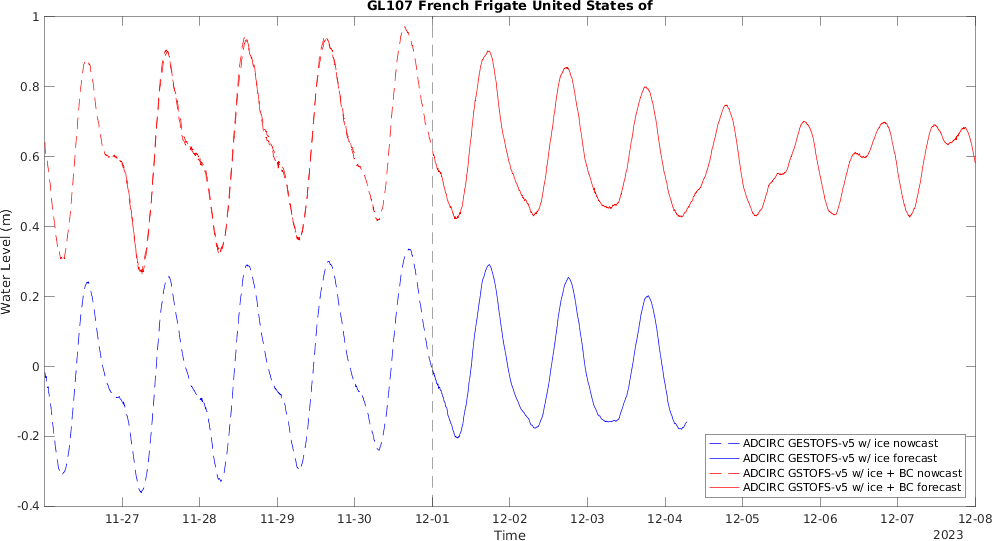 GL107 French Frigate United States of
1
0.8
0.6
0.4
0.2
0
-0.2
-0.4
Water Level (m)
11-27 11-28 11-29 11-30 12-01 12-02 12-03 12-04 12-05 12-06 12-07 12-08
Time
2023
ADCIRC GESTOFS-v5 w/ ice nowcast
ADCIRC GESTOFS-v5 w/ ice forecast
ADCIRC GSTOFS-v5 w/ ice + BC nowcast
ADCIRC GSTOFS-v5 w/ ice + BC forecast